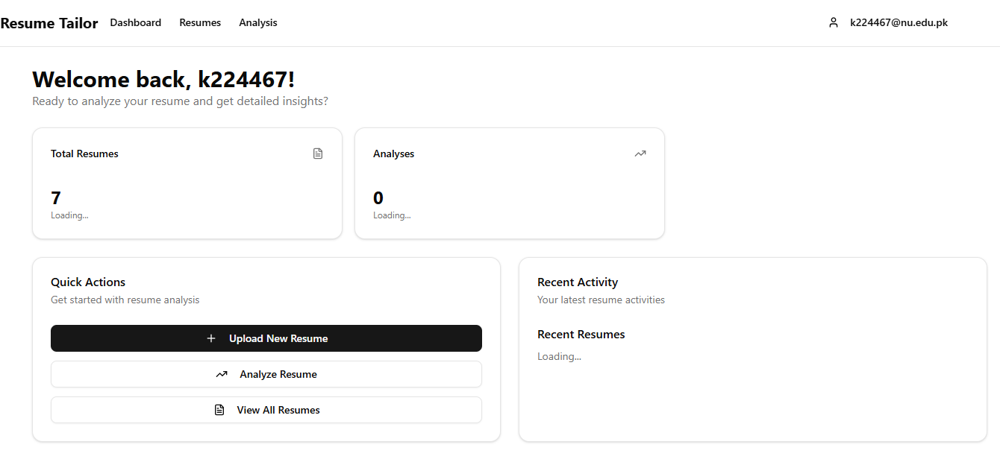 Resume Tailor Dashboard Resumes Analysis k224467@nu.edu.pk
Welcome back, k224467!
Ready to analyze your resume and get detailed insights?
Total Resumes
7
Loading...
Analyses
0
Loading...
Quick Actions
Get started with resume analysis
Upload New Resume
Analyze Resume
View All Resumes
Recent Activity
Your latest resume activities
Recent Resumes
Loading...